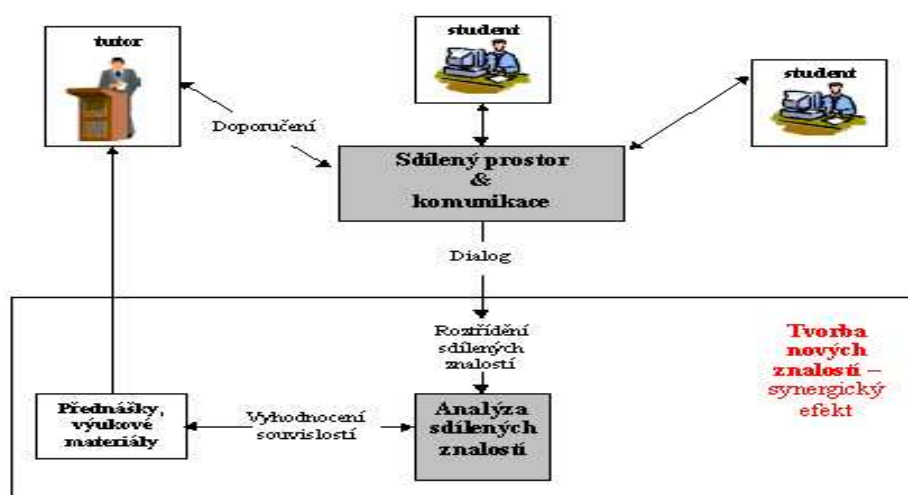 tutor
student
student
Doporučení
Sdílený prostor
&
komunikace
Dialog
Roztřídění
sdílených
znalostí
Tvorba
nových
znalostí –
synergický
efekt
Přednášky,
výukové
materiály
Vyhodnocení
souvislostí
Analýza
sdílených
znalostí